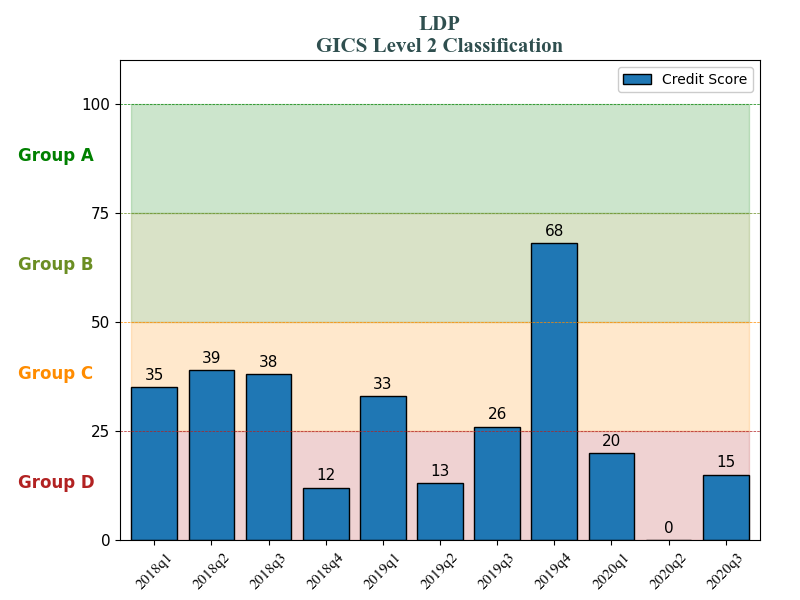 LDP
GICS Level 2 Classification
Credit Score
100
Group A
75
68
Group B
50
39
38
35
Group C
33
26
25
20
15
13
12
Group D
0
0
2018q1
2018q2
2018q3
2018q4
2019q1
2019q2
2019q3
2019q4
2020q1
2020q2
2020q3